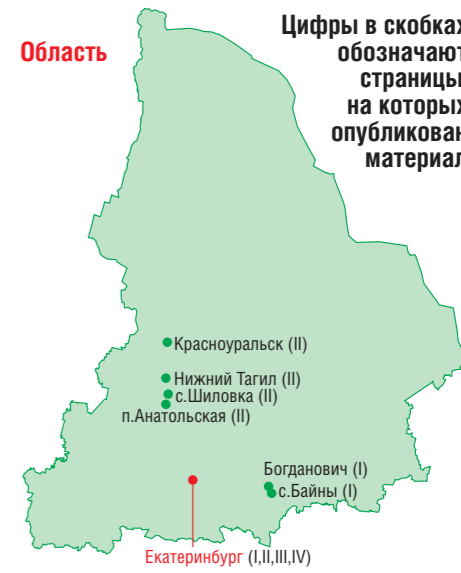 Область
Цифры в скобках
обозначают
страницы,
на которых
опубликован
материал
Красноуральск (II)
Нижний Тагил (II)
с.Шиловка (II)
п.Анатольская (II)
Богданович (I)
с.Байны (I)
Екатеринбург (I,II,III,IV)